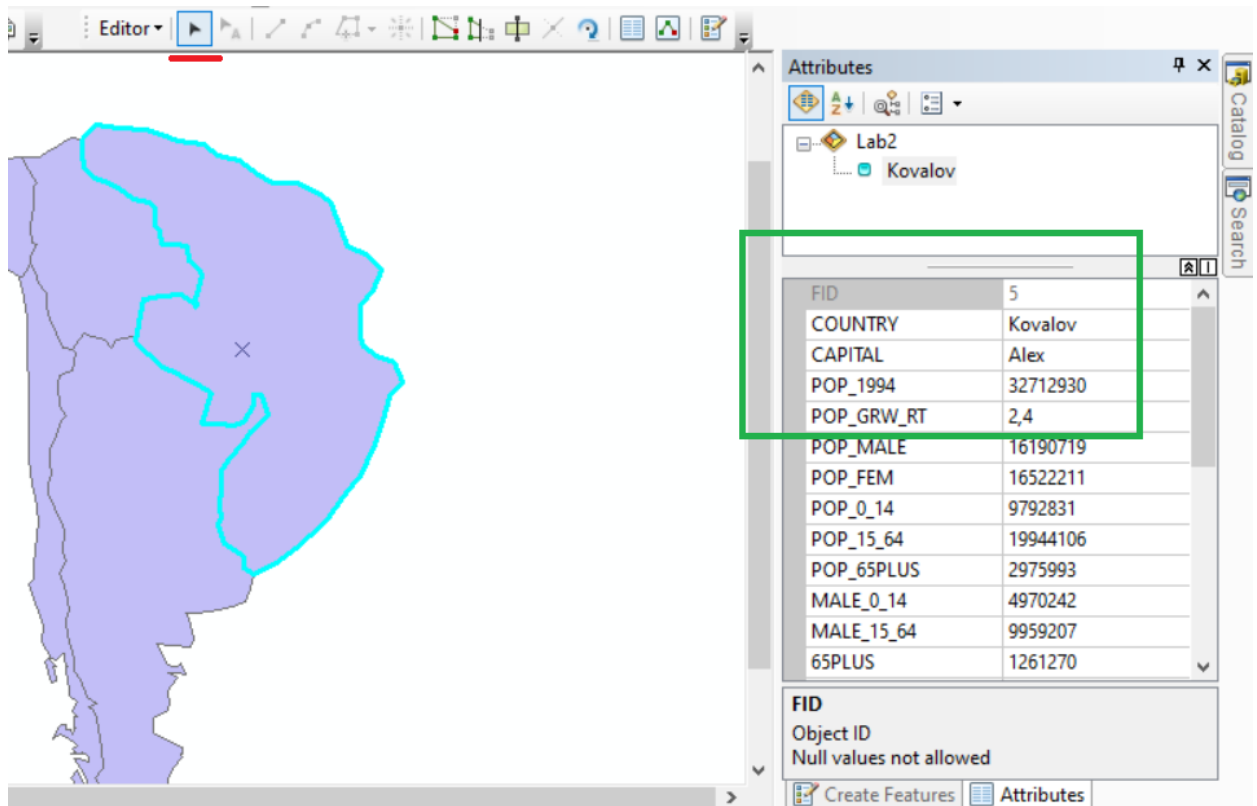 Editor
Attributes
Catalog
Search
Lab2
Kovalov
FID 5
COUNTRY Kovalov
CAPITAL Alex
POP_1994 32712930
POP_GRW_RT 2,4
POP_MALE 16190719
POP_FEM 16522211
POP_0_14 9792831
POP_15_64 19944106
POP_65PLUS 2975993
MALE_0_14 4970242
MALE_15_64 9959207
65PLUS 1261270
FID
Object ID
Null values not allowed
Create Features Attributes